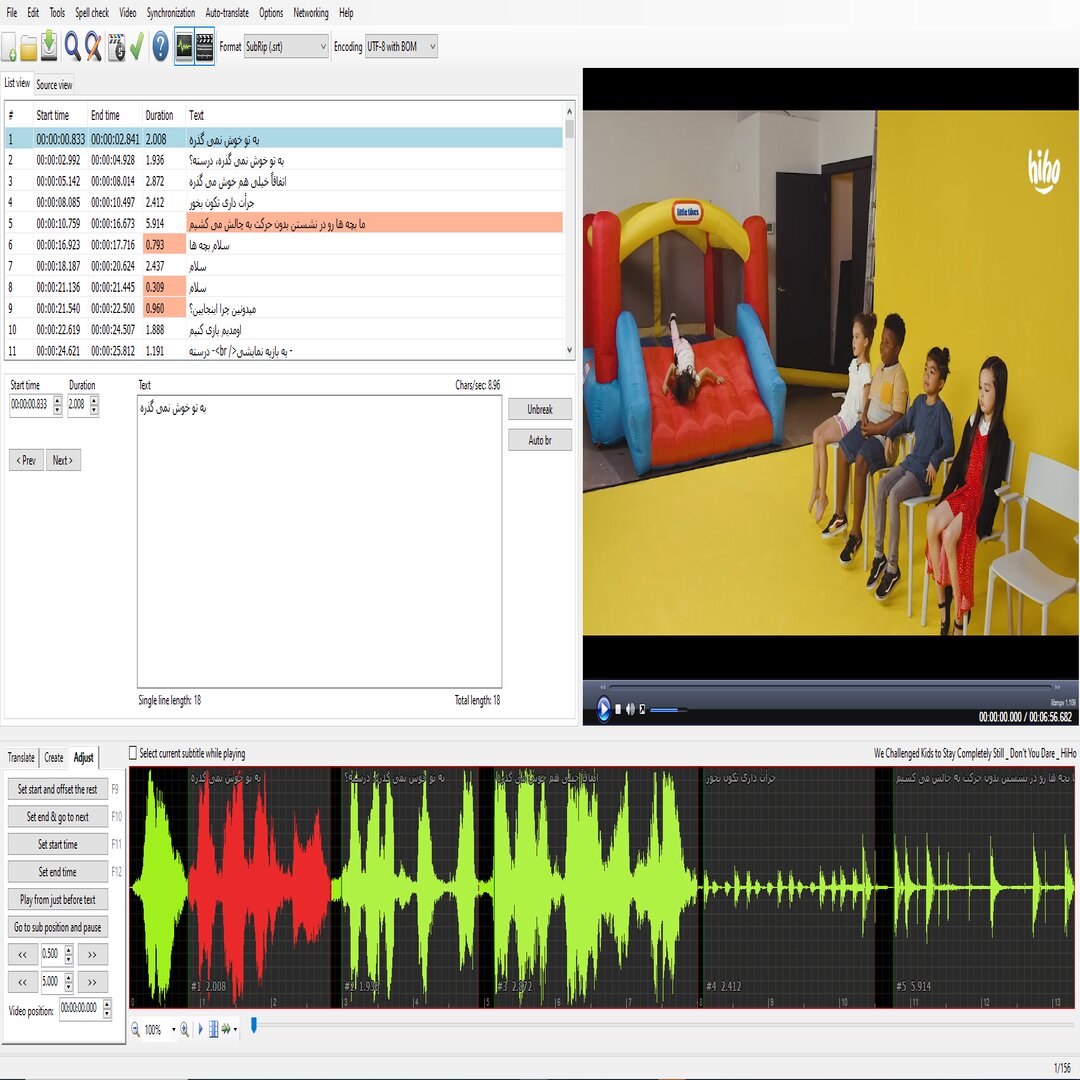 File Edit Tools Spell check Video Synchronization Auto-translate Options Networking Help
Format SubRip (.srt) Encoding UTF-8 with BOM
List view Source view
# Start time End time Duration Text
1 00:00:00.833 00:00:02.841 2.008 به تو خوش نمی گذره
2 00:00:02.992 00:00:04.928 1.936 به تو خوش نمی گذره، درسته؟
3 00:00:05.142 00:00:08.014 2.872 اتفاقاً خیلی هم خوش می گذره
4 00:00:08.085 00:00:10.497 2.412 جرأت داری تکون بخور
5 00:00:10.759 00:00:16.673 5.914 ما بچه ها رو در نشستن بدون حرکت به چالش می کشیم
6 00:00:16.923 00:00:17.716 0.793 سلام بچه ها
7 00:00:18.187 00:00:20.624 2.437 سلام
8 00:00:21.136 00:00:21.445 0.309 سلام
9 00:00:21.540 00:00:22.500 0.960 میدونین چرا اینجایین؟
10 00:00:22.619 00:00:24.507 1.888 اومدیم بازی کنیم
11 00:00:24.621 00:00:25.812 1.191 - یه بازیه نمایشی<br />- درسته
Start time Duration Text Chars/sec: 8.96
00:00:00.833 2.008
به تو خوش نمی گذره
Unbreak
Auto br
< Prev Next >
Single line length: 18 Total length: 18
little tikes
hiho
libmpv 1.109
00:00:00.000 / 00:06:56.682
Translate Create Adjust
Select current subtitle while playing
We Challenged Kids to Stay Completely Still _ Don't You Dare _ HiHo
Set start and offset the rest F9
Set end & go to next F10
Set start time F11
Set end time F12
Play from just before text
Go to sub position and pause
<< 0.500 >>
<< 5.000 >>
Video position: 00:00:00.000
به تو خوش نمی گذره
به تو خوش نمی گذره، درسته؟
اتفاقاً خیلی هم خوش می گذره
جرأت داری تکون بخور
بچه ها رو در نشستن بدون حرکت به چالش می کشیم
#1 2.008
#2 1.936
#3 2.872
#4 2.412
#5 5.914
0 1 2 3 4 5 6 7 8 9 10 11 12 13
100%
1/156